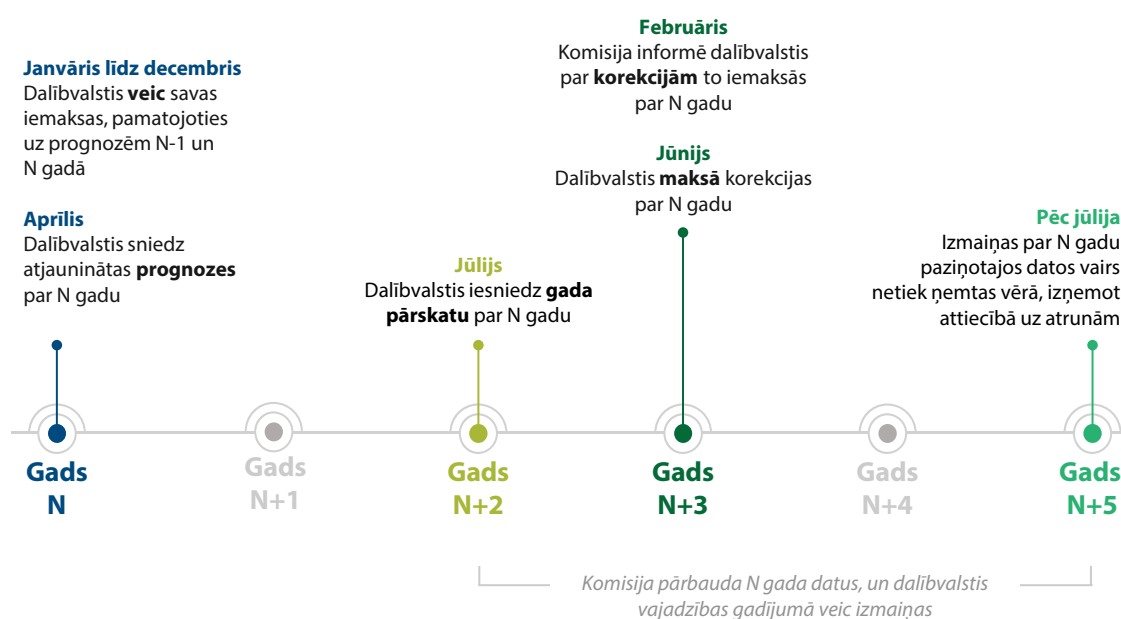 Janvāris līdz decembris
Dalībvalstis veic savas
iemaksas, pamatojoties
uz prognozēm N-1 un
N gadā
Aprīlis
Dalībvalstis sniedz
atjauninātas prognozes
par N gadu
Jūlijs
Dalībvalstis iesniedz gada
pārskatu par N gadu
Februāris
Komisija informē dalībvalstis
par korekcijām to iemaksās
par N gadu
Jūnijs
Dalībvalstis maksā korekcijas
par N gadu
Pēc jūlija
Izmaiņas par N gadu
paziņotajos datos vairs
netiek ņemtas vērā, izņemot
attiecībā uz atrunām
Gads
N
Gads
N+1
Gads
N+2
Gads
N+3
Gads
N+4
Gads
N+5
Komisija pārbauda N gada datus, un dalībvalstis
vajadzības gadījumā veic izmaiņas